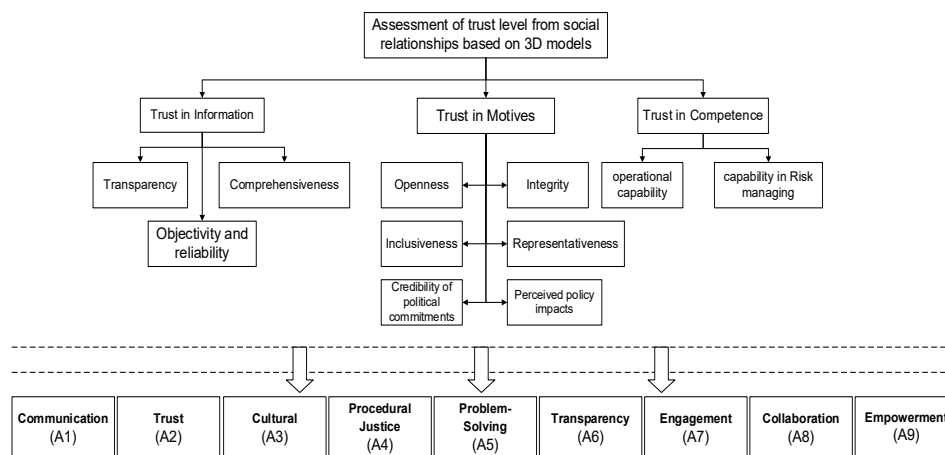 Assessment of trust level from social
relationships based on 3D models
Trust in Information
Trust in Motives
Trust in Competence
Transparency
Comprehensiveness
Objectivity and
reliability
Openness
Integrity
Inclusiveness
Representativeness
Credibility of
political
commitments
Perceived policy
impacts
operational
capability
capability in Risk
managing
Communication
(A1)
Trust
(A2)
Cultural
(A3)
Procedural
Justice
(A4)
Problem-
Solving
(A5)
Transparency
(A6)
Engagement
(A7)
Collaboration
(A8)
Empowerment
(A9)